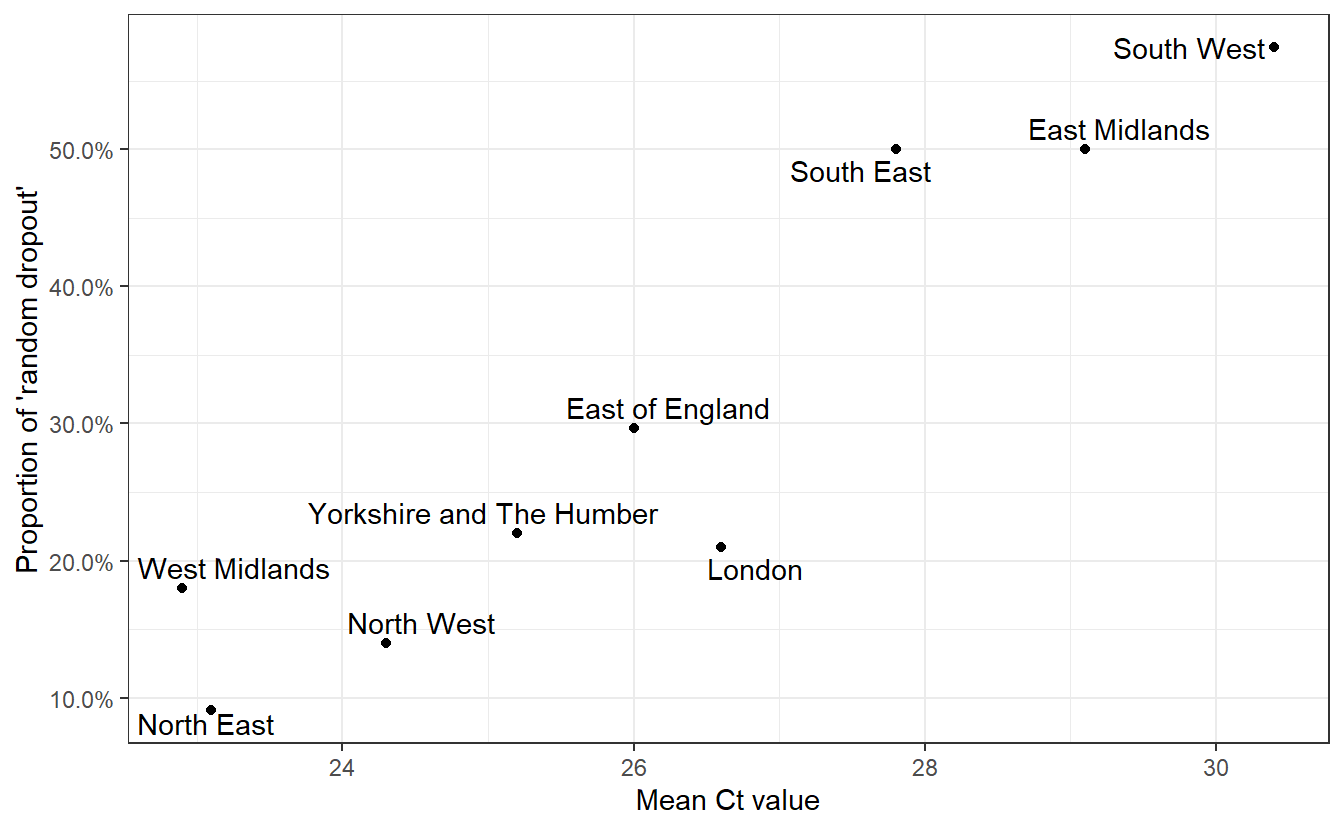 South West
East Midlands
50.0%
South East
40.0%
Proportion of 'random dropout'
30.0%
East of England
Yorkshire and The Humber
20.0%
West Midlands
London
North West
10.0%
North East
24
26
28
30
Mean Ct value